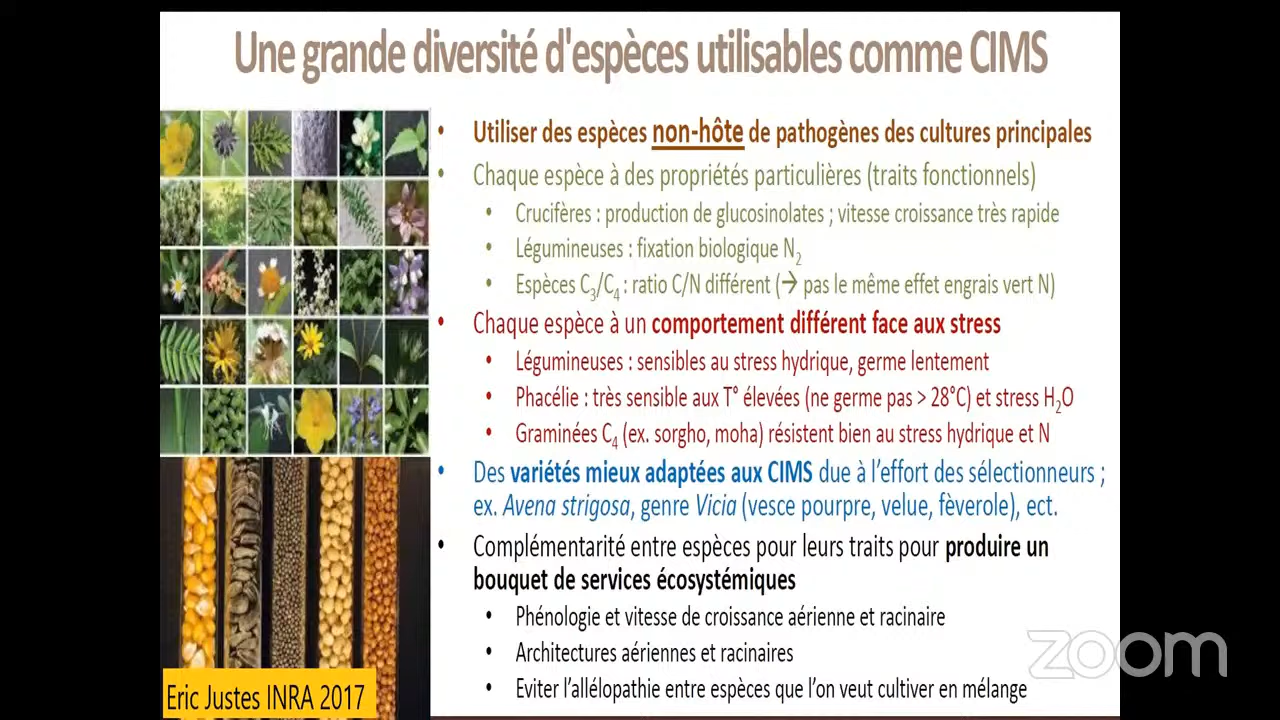 Une grande diversité d'espèces utilisables comme CIMS
• Utiliser des espèces non-hôte de pathogènes des cultures principales
• Chaque espèce à des propriétés particulières (traits fonctionnels)
• Crucifères : production de glucosinolates ; vitesse croissance très rapide
• Légumineuses : fixation biologique N2
• Espèces C3/C4 : ratio C/N différent (→ pas le même effet engrais vert N)
• Chaque espèce à un comportement différent face aux stress
• Légumineuses : sensibles au stress hydrique, germe lentement
• Phacélie : très sensible aux T° élevées (ne germe pas > 28°C) et stress H2O
• Graminées C4 (ex. sorgho, moha) résistent bien au stress hydrique et N
• Des variétés mieux adaptées aux CIMS due à l'effort des sélectionneurs ;
ex. Avena strigosa, genre Vicia (vesce pourpre, velue, fèverole), ect.
• Complémentarité entre espèces pour leurs traits pour produire un
bouquet de services écosystémiques
• Phénologie et vitesse de croissance aérienne et racinaire
• Architectures aériennes et racinaires
• Eviter l'allélopathie entre espèces que l'on veut cultiver en mélange
Eric Justes INRA 2017
zoom